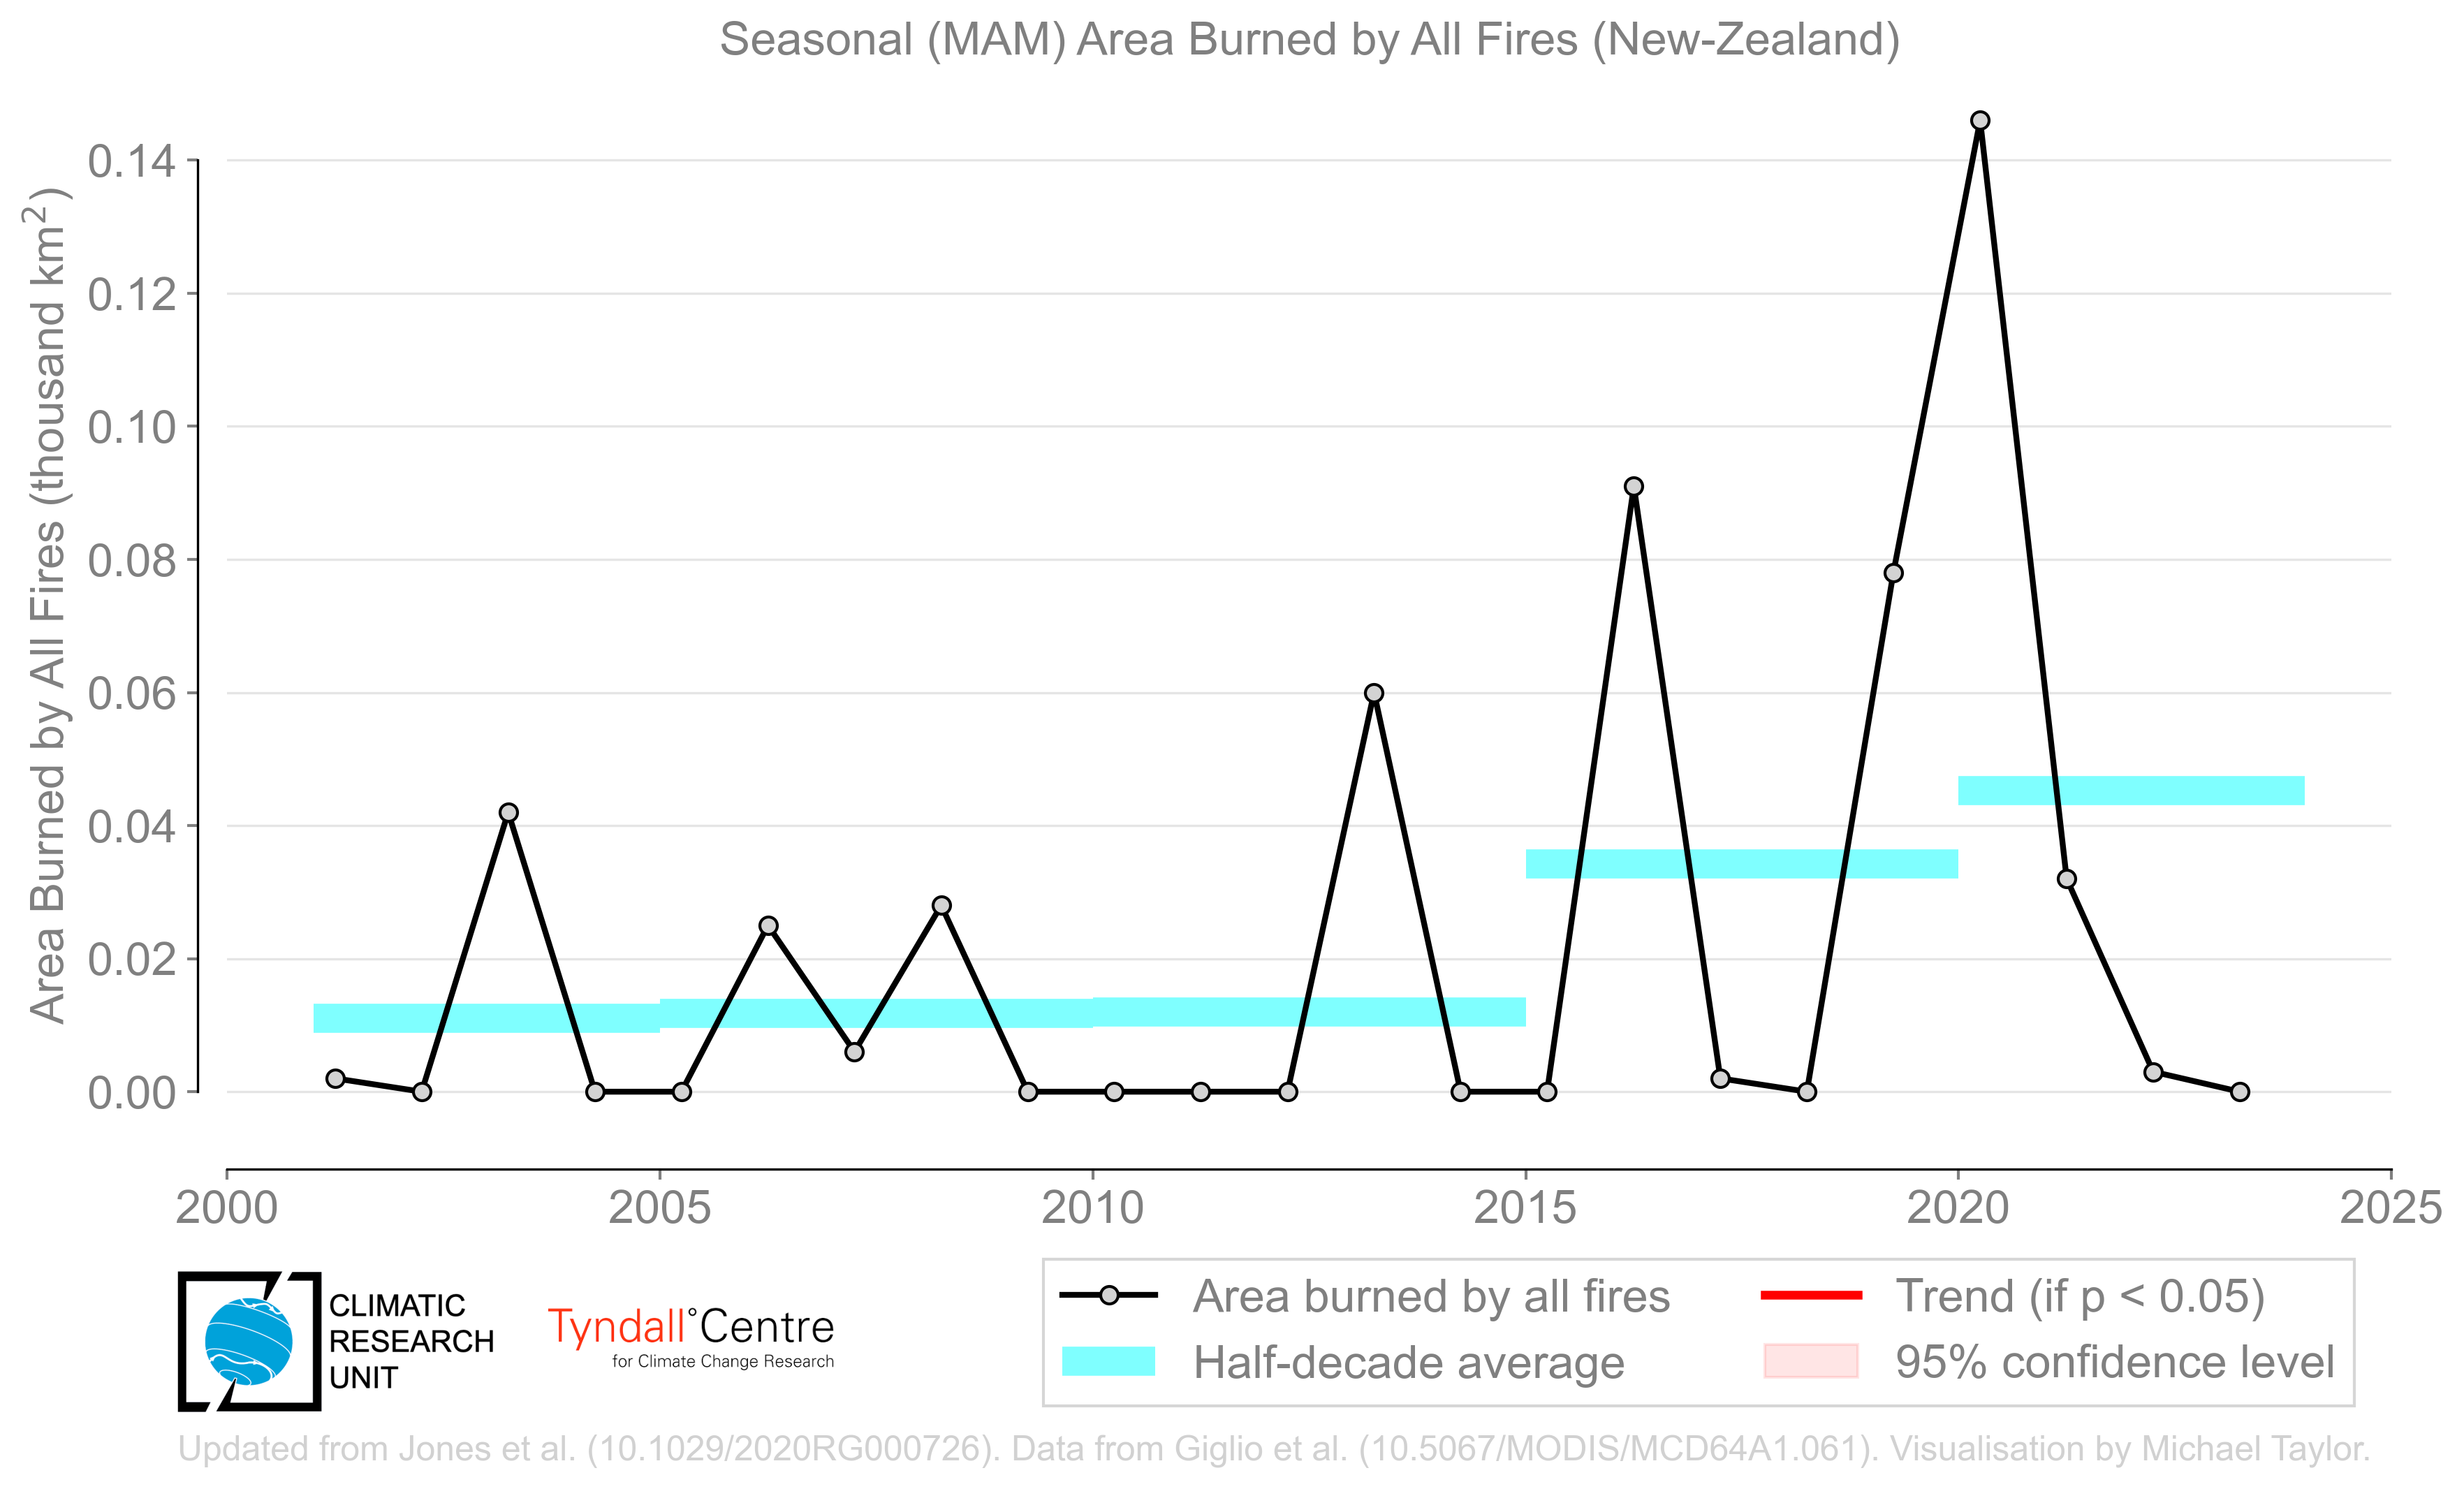 Seasonal (MAM) Area Burned by All Fires (New-Zealand)
Area Burned by All Fires (thousand km²)
0.14
0.12
0.10
0.08
0.06
0.04
0.02
0.00
2000 2005 2010 2015 2020 2025
CLIMATIC
RESEARCH
UNIT
Tyndall°Centre
for Climate Change Research
Area burned by all fires
Half-decade average
Trend (if p < 0.05)
95% confidence level
Updated from Jones et al. (10.1029/2020RG000726). Data from Giglio et al. (10.5067/MODIS/MCD64A1.061). Visualisation by Michael Taylor.